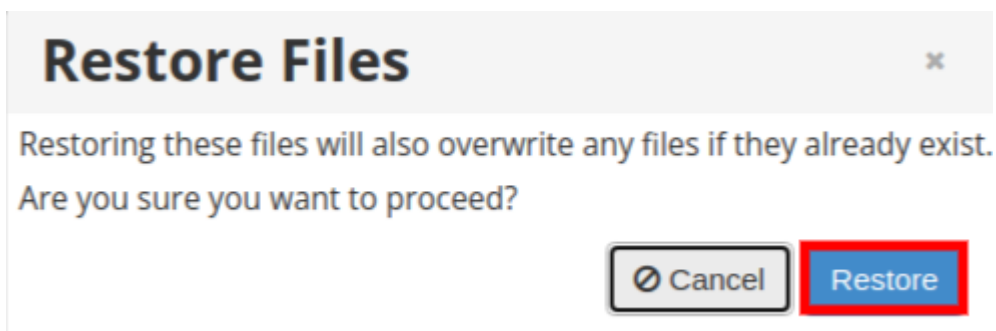 Restore Files
Restoring these files will also overwrite any files if they already exist.
Are you sure you want to proceed?
Cancel
Restore